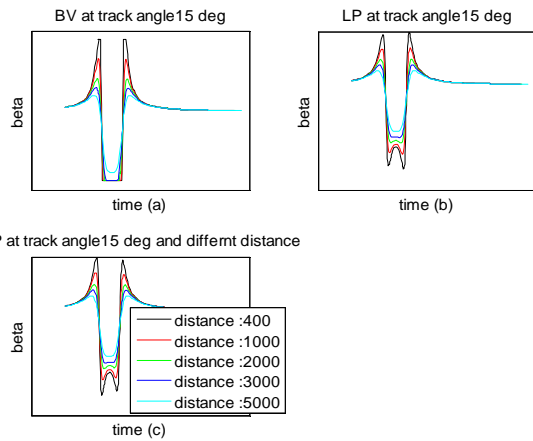 BV at track angle15 deg
LP at track angle15 deg
beta
beta
time (a)
time (b)
P at track angle15 deg and differnt distance
beta
distance :400
distance :1000
distance :2000
distance :3000
distance :5000
time (c)